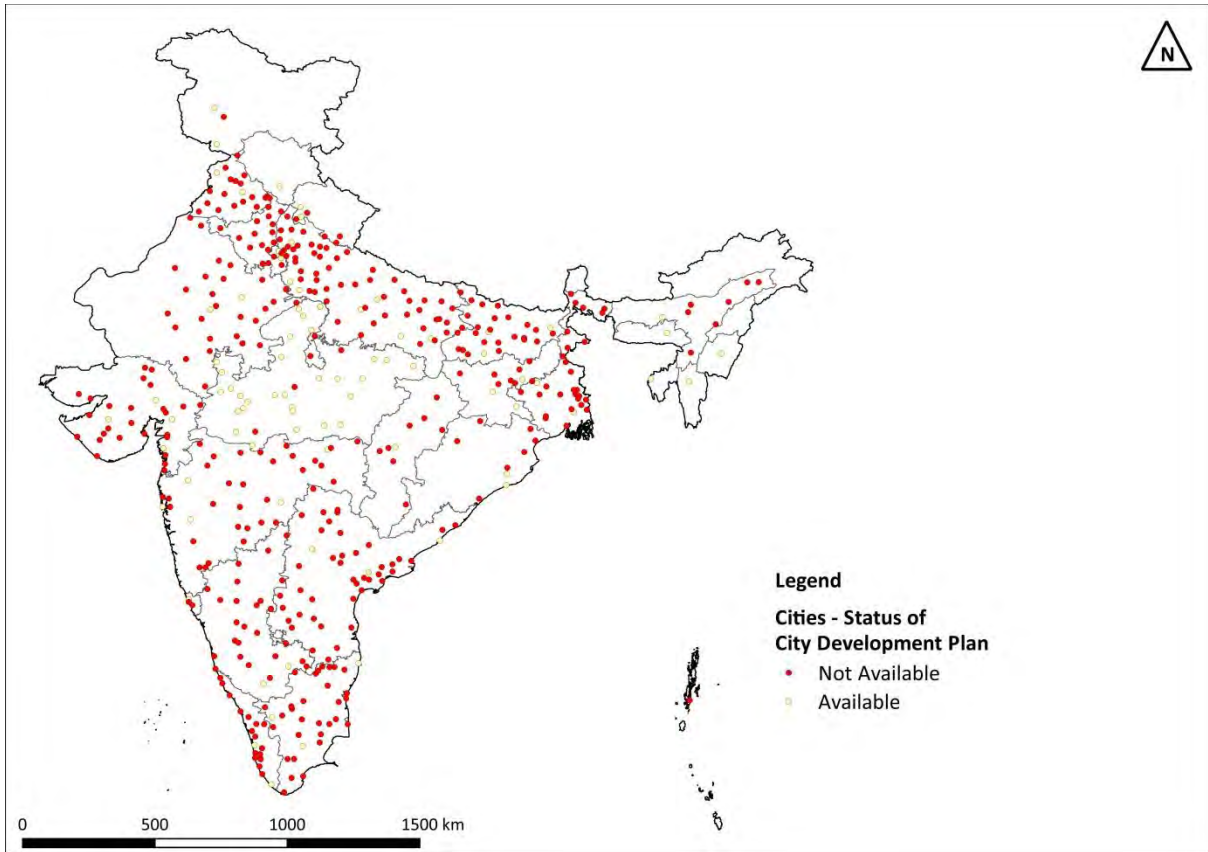 N
Legend
Cities - Status of
City Development Plan
Not Available
Available
0 500 1000 1500 km